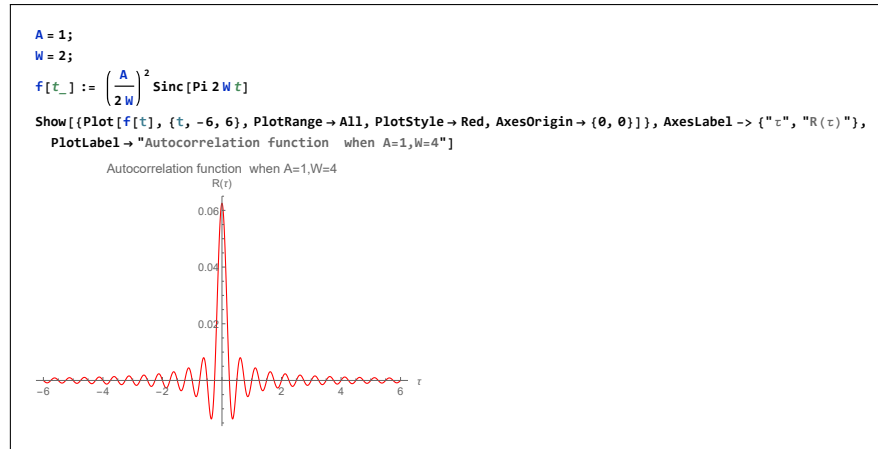 A = 1;
W = 2;
f[t_] := (A / 2 W)^2 Sinc[Pi 2 W t]
Show[{Plot[f[t], {t, -6, 6}, PlotRange → All, PlotStyle → Red, AxesOrigin → {0, 0}]}, AxesLabel -> {"τ", "R(τ)"},
PlotLabel → "Autocorrelation function  when A=1,W=4"]
Autocorrelation function  when A=1,W=4
R(τ)
0.06
0.04
0.02
-6 -4 -2 2 4 6 τ